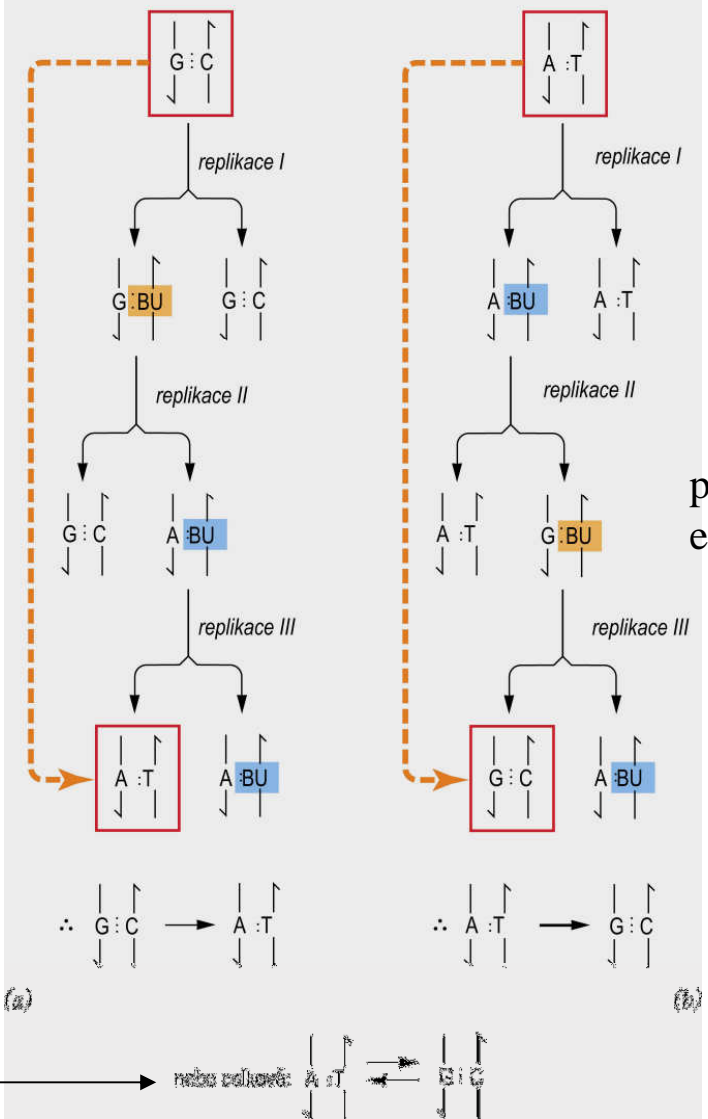 G ⋮ C
A : T
replikace I
replikace I
G ⋮ BU
G ⋮ C
A : BU
A : T
replikace II
replikace II
G ⋮ C
A : BU
A : T
G ⋮ BU
p
e
replikace III
replikace III
A : T
A : BU
G ⋮ C
A : BU
∴ G ⋮ C → A : T
∴ A : T → G ⋮ C
(a)
(b)
nebo celkově: A : T ⇄ G ⋮ C